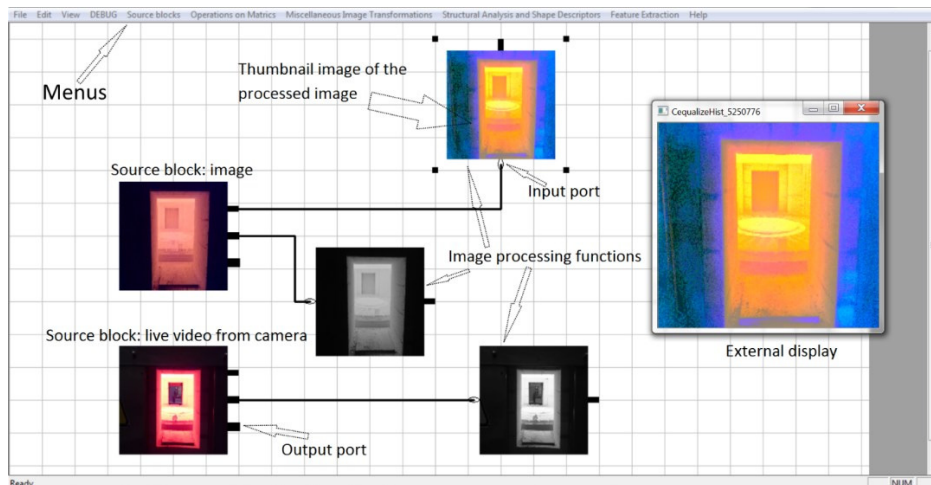 File Edit View DEBUG Source blocks Operations on Matrics Miscellaneous Image Transformations Structural Analysis and Shape Descriptors Feature Extraction Help
Menus
Thumbnail image of the
processed image
CequalizeHist_5250776
Source block: image
Input port
Image processing functions
Source block: live video from camera
External display
Output port
Ready
NUM